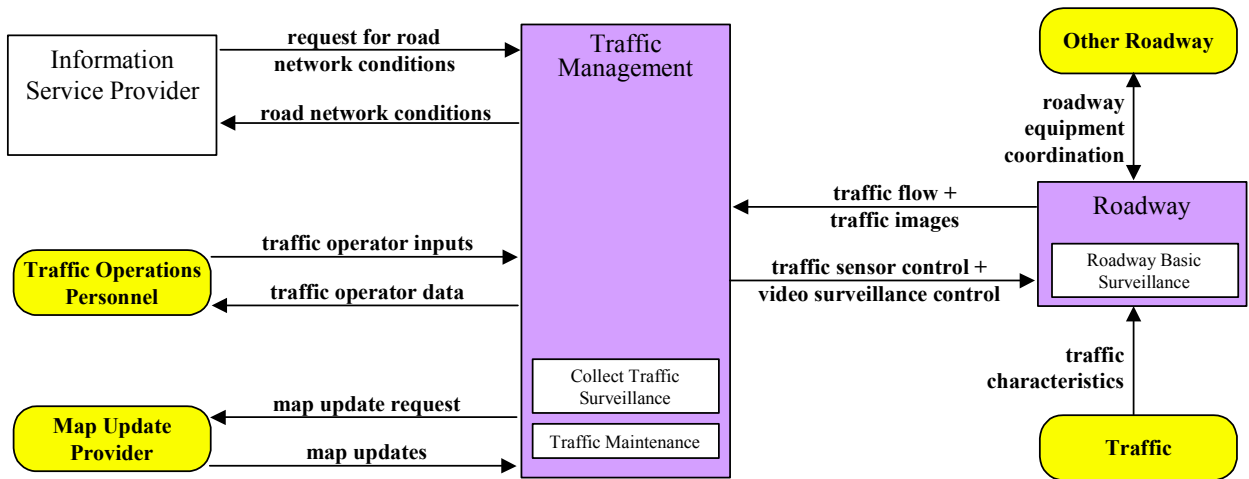 Information
Service Provider
request for road
network conditions
road network conditions
Traffic
Management
Other Roadway
roadway
equipment
coordination
traffic flow +
traffic images
Roadway
Roadway Basic
Surveillance
traffic sensor control +
video surveillance control
traffic operator inputs
Traffic Operations
Personnel
traffic operator data
Collect Traffic
Surveillance
Traffic Maintenance
map update request
Map Update
Provider
map updates
traffic
characteristics
Traffic